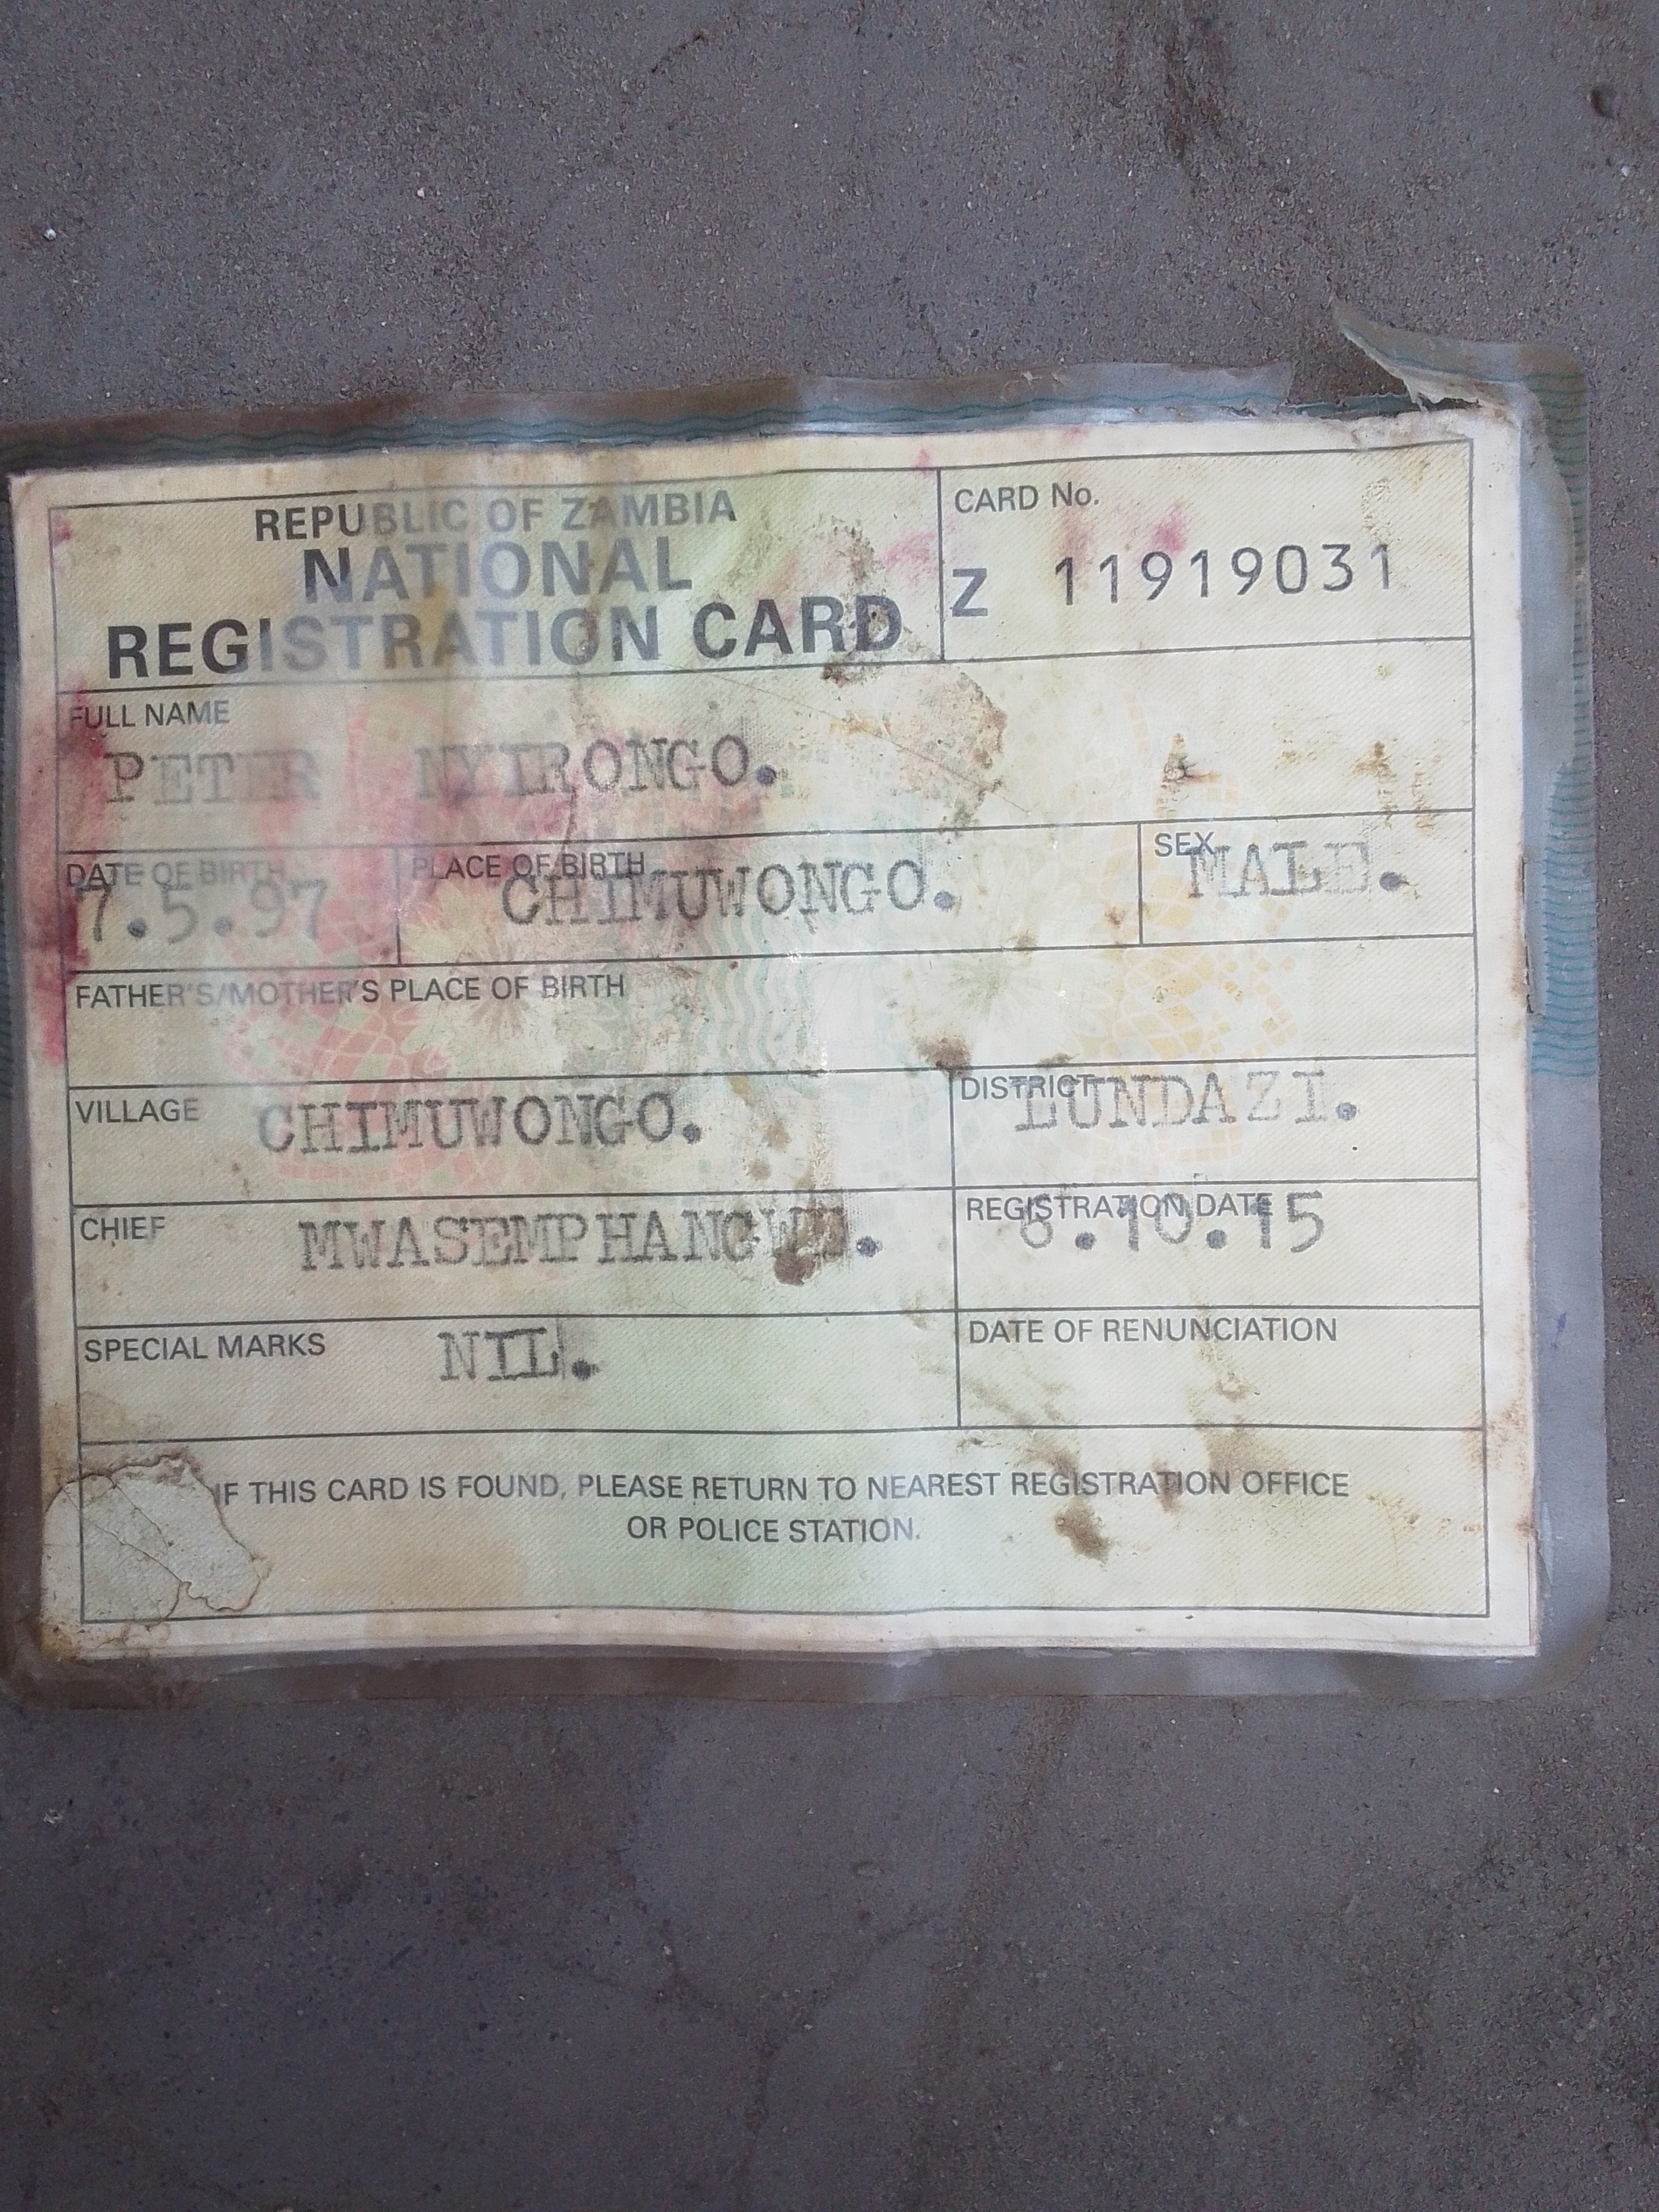 REPUBLIC OF ZAMBIA
NATIONAL
REGISTRATION CARD
CARD No.
Z 11919031
FULL NAME
PETER NYIRONGO.
DATE OF BIRTH
7.5.97
PLACE OF BIRTH
CHIMUWONGO.
SEX
MALE.
FATHER'S/MOTHER'S PLACE OF BIRTH
VILLAGE CHIMUWONGO.
DISTRICT
LUNDAZI.
CHIEF
REGISTRATION DATE
SPECIAL MARKS NIL.
DATE OF RENUNCIATION
IF THIS CARD IS FOUND, PLEASE RETURN TO NEAREST REGISTRATION OFFICE
OR POLICE STATION.